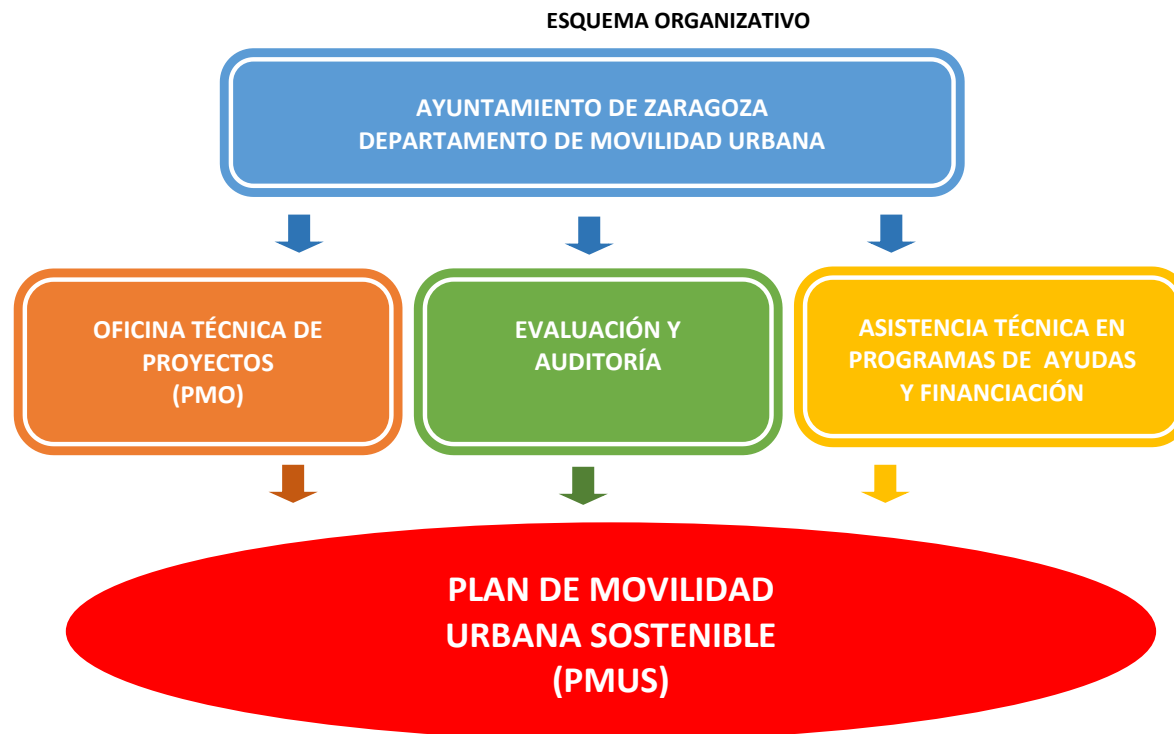 ESQUEMA ORGANIZATIVO
AYUNTAMIENTO DE ZARAGOZA
DEPARTAMENTO DE MOVILIDAD URBANA
OFICINA TÉCNICA DE
PROYECTOS
(PMO)
EVALUACIÓN Y
AUDITORÍA
ASISTENCIA TÉCNICA EN
PROGRAMAS DE AYUDAS
Y FINANCIACIÓN
PLAN DE MOVILIDAD
URBANA SOSTENIBLE
(PMUS)